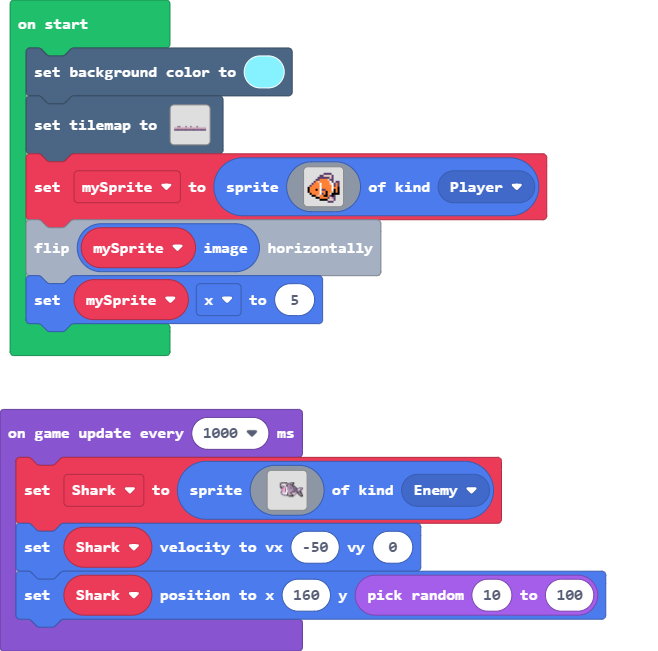 on start
set background color to
set tilemap to
set mySprite to sprite of kind Player
flip mySprite image horizontally
set mySprite x to 5
on game update every 1000 ms
set Shark to sprite of kind Enemy
set Shark velocity to vx -50 vy 0
set Shark position to x 160 y pick random 10 to 100